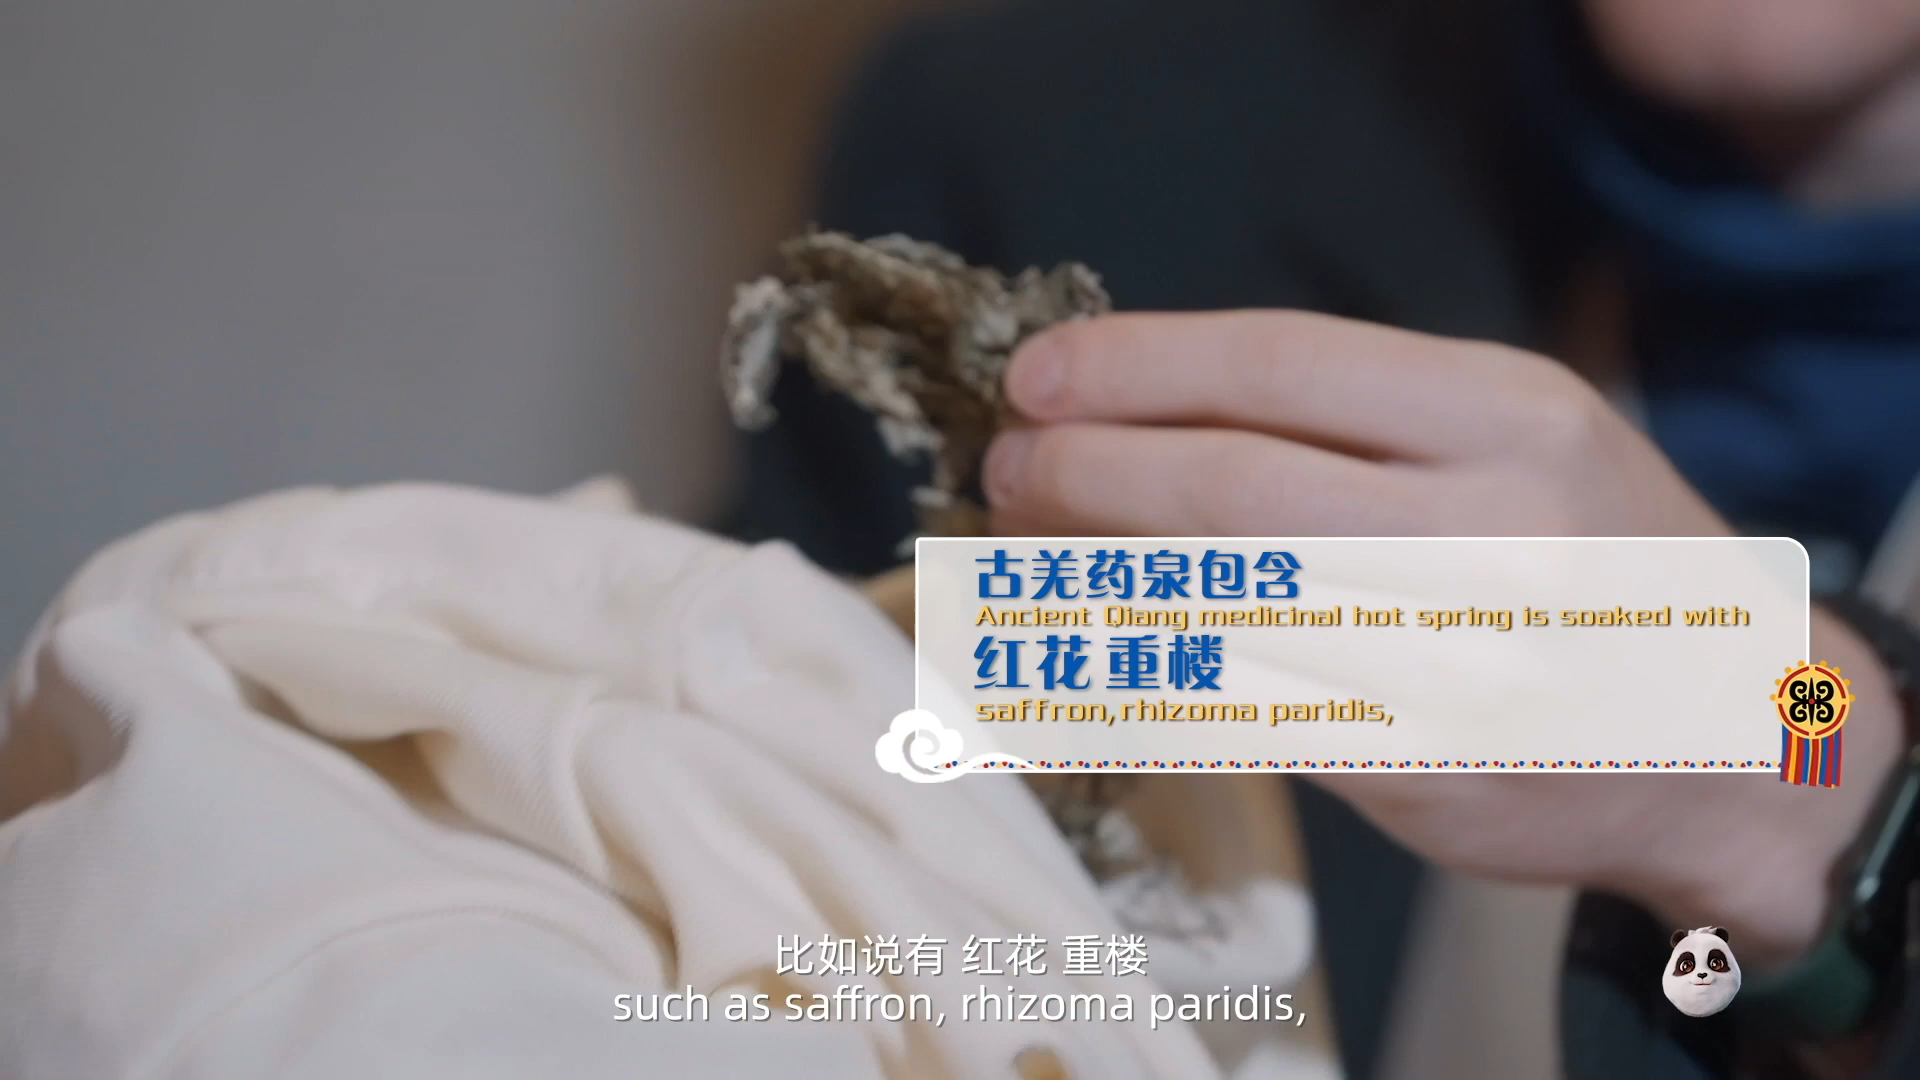 古羌药泉包含
Ancient Qiang medicinal hot spring is soaked with
红花 重楼
saffron,rhizoma paridis,
比如说有 红花 重楼
such as saffron, rhizoma paridis,